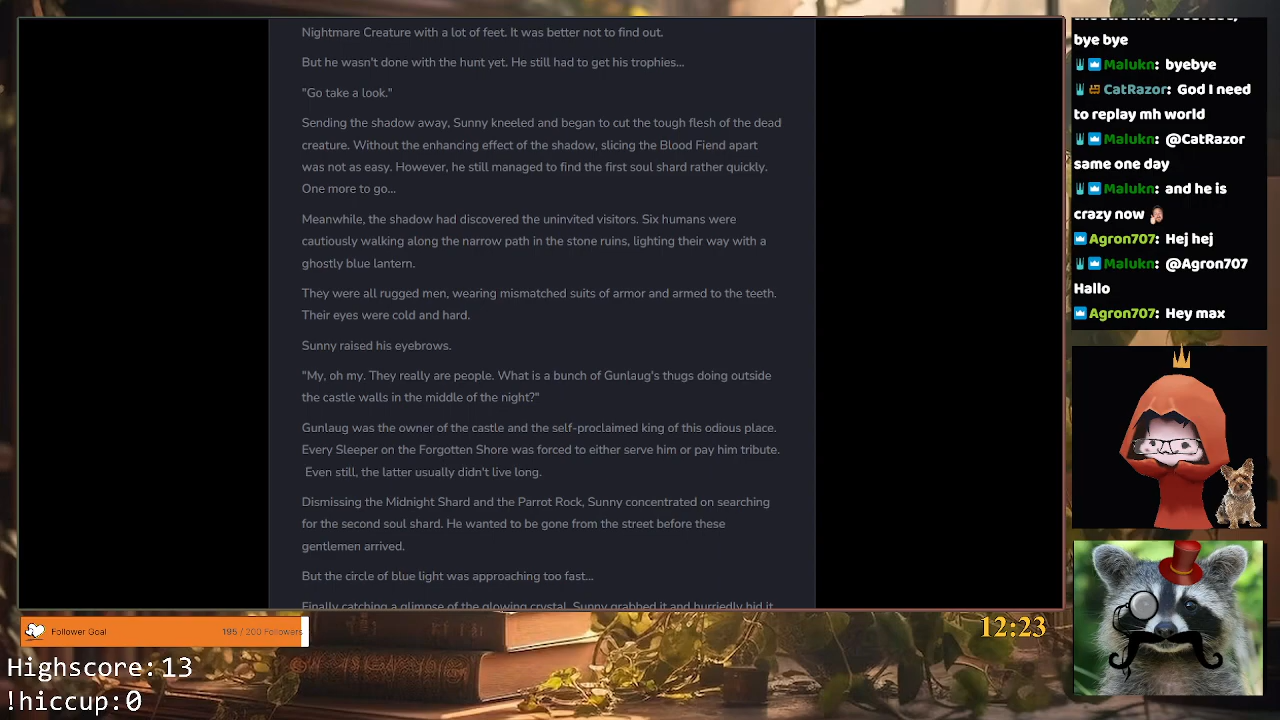 Nightmare Creature with a lot of feet. It was better not to find out.
But he wasn't done with the hunt yet. He still had to get his trophies...
"Go take a look."
Sending the shadow away, Sunny kneeled and began to cut the tough flesh of the dead
creature. Without the enhancing effect of the shadow, slicing the Blood Fiend apart
was not as easy. However, he still managed to find the first soul shard rather quickly.
One more to go...
Meanwhile, the shadow had discovered the uninvited visitors. Six humans were
cautiously walking along the narrow path in the stone ruins, lighting their way with a
ghostly blue lantern.
They were all rugged men, wearing mismatched suits of armor and armed to the teeth.
Their eyes were cold and hard.
Sunny raised his eyebrows.
"My, oh my. They really are people. What is a bunch of Gunlaug's thugs doing outside
the castle walls in the middle of the night?"
Gunlaug was the owner of the castle and the self-proclaimed king of this odious place.
Every Sleeper on the Forgotten Shore was forced to either serve him or pay him tribute.
Even still, the latter usually didn't live long.
Dismissing the Midnight Shard and the Parrot Rock, Sunny concentrated on searching
for the second soul shard. He wanted to be gone from the street before these
gentlemen arrived.
But the circle of blue light was approaching too fast...
Finally catching a glimpse of the glowing crystal, Sunny grabbed it and hurriedly hid it
bye bye
Malukn: byebye
CatRazor: God I need
to replay mh world
Malukn: @CatRazor
same one day
Malukn: and he is
crazy now
Agron707: Hej hej
Malukn: @Agron707
Hallo
Agron707: Hey max
Follower Goal
195 / 200 Followers
12:23
Highscore:13
!hiccup:0